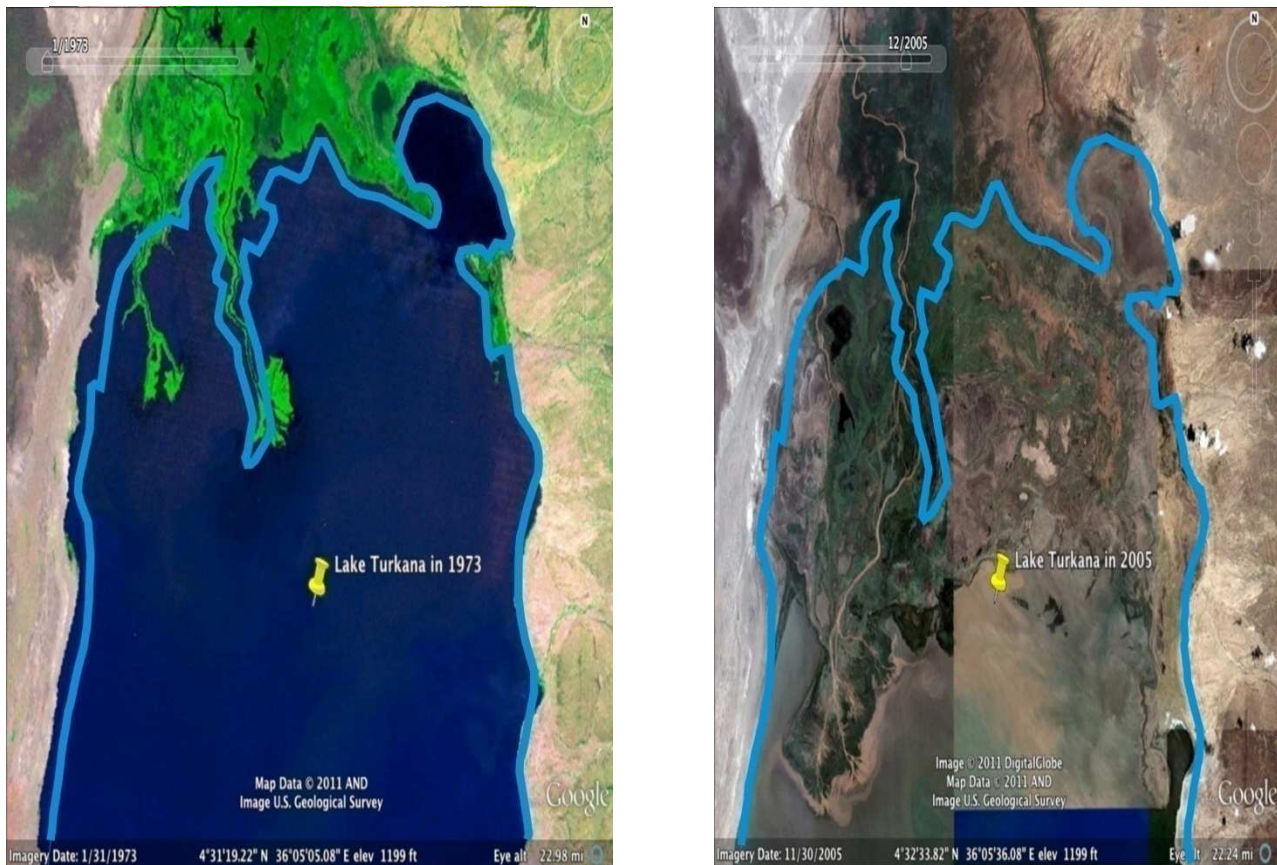 N
1/1973
Lake Turkana in 1973
Map Data © 2011 AND
Image U.S. Geological Survey
Google
Imagery Date: 1/31/1973 4°31'19.22" N 36°05'05.08" E elev 1199 ft Eye alt 22.98 mi
N
12/2005
Lake Turkana in 2005
Image © 2011 DigitalGlobe
Map Data © 2011 AND
Image U.S. Geological Survey
Google
Imagery Date: 11/30/2005 4°32'33.82" N 36°05'36.08" E elev 1199 ft Eye alt 22.24 mi